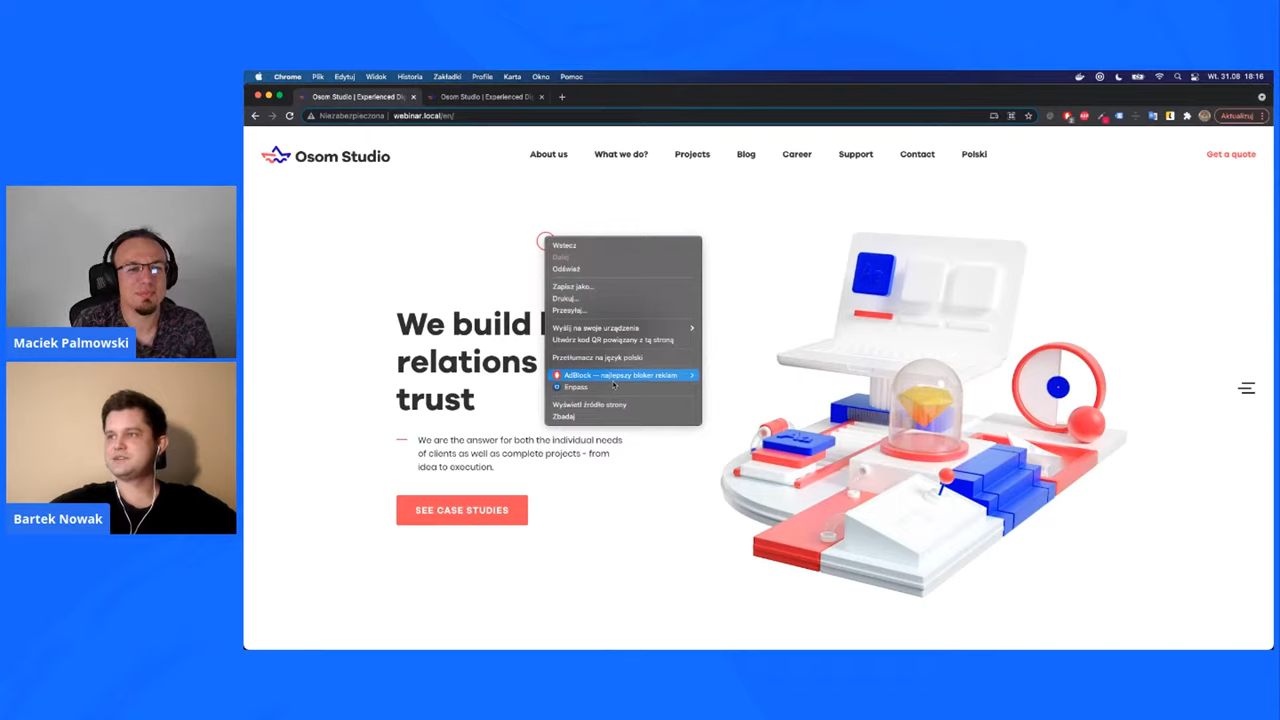 Chrome Plik Edytuj Widok Historia Zakładki Profile Karta Okno Pomoc
Wt. 31.08 18:16
Osom Studio | Experienced Di
Osom Studio | Experienced Di
Niezabezpieczona | webinar.local/en/
Aktualizuj
Osom Studio
About us What we do? Projects Blog Career Support Contact Polski Get a quote
Wstecz
Dalej
Odśwież
Zapisz jako...
Drukuj...
Przesyłaj...
Wyślij na swoje urządzenia
Utwórz kod QR powiązany z tą stroną
Przetłumacz na język polski
AdBlock — najlepszy bloker reklam
Enpass
Wyświetl źródło strony
Zbadaj
We build
relations
trust
We are the answer for both the individual needs
of clients as well as complete projects - from
idea to execution.
SEE CASE STUDIES
Maciek Palmowski
Bartek Nowak